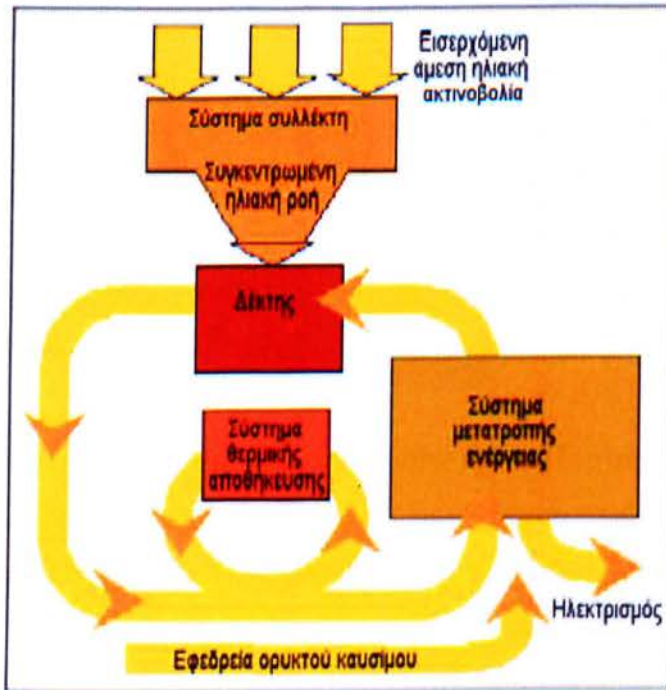 Εισερχόμενη
άμεση ηλιακή
ακτινοβολία
Σύστημα συλλέκτη
Συγκεντρωμένη
ηλιακή ροή
Δέκτης
Σύστημα
μετατροπής
ενέργειας
Σύστημα
θερμικής
αποθήκευσης
Ηλεκτρισμός
Εφεδρεία ορυκτού καυσίμου